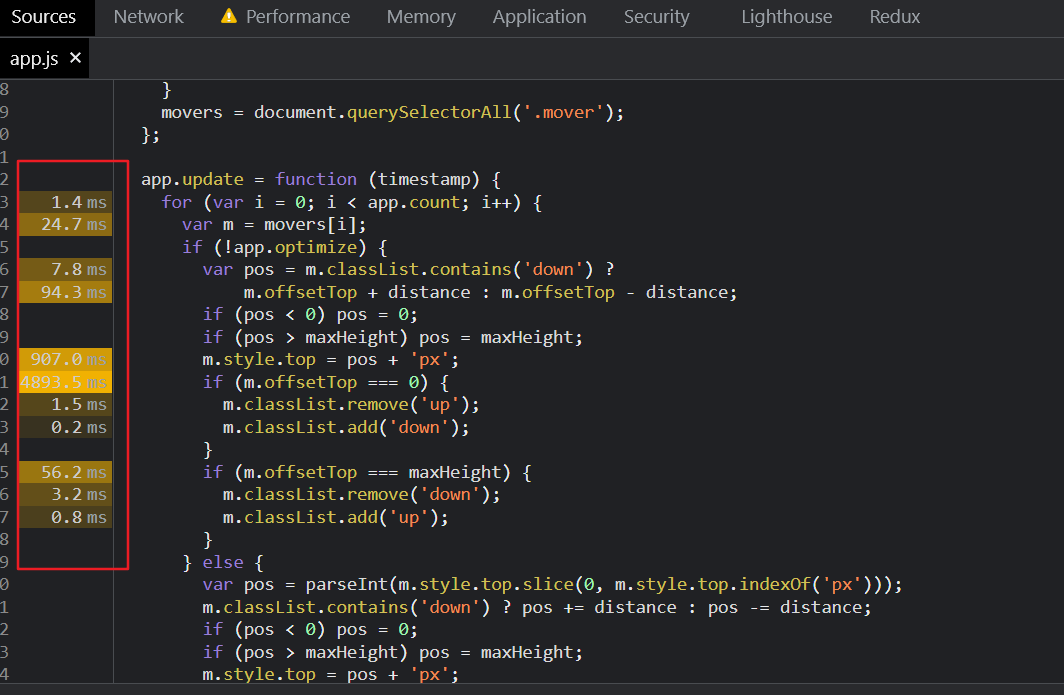 Sources Network Performance Memory Application Security Lighthouse Redux
app.js ×
8 }
9 movers = document.querySelectorAll('.mover');
0 };
1
2 app.update = function (timestamp) {
3 1.4 ms for (var i = 0; i < app.count; i++) {
4 24.7 ms var m = movers[i];
5 if (!app.optimize) {
6 7.8 ms var pos = m.classList.contains('down') ?
7 94.3 ms m.offsetTop + distance : m.offsetTop - distance;
8 if (pos < 0) pos = 0;
9 if (pos > maxHeight) pos = maxHeight;
0 907.0 ms m.style.top = pos + 'px';
1 4893.5 ms if (m.offsetTop === 0) {
2 1.5 ms m.classList.remove('up');
3 0.2 ms m.classList.add('down');
4 }
5 56.2 ms if (m.offsetTop === maxHeight) {
6 3.2 ms m.classList.remove('down');
7 0.8 ms m.classList.add('up');
8 }
9 } else {
0 var pos = parseInt(m.style.top.slice(0, m.style.top.indexOf('px')));
1 m.classList.contains('down') ? pos += distance : pos -= distance;
2 if (pos < 0) pos = 0;
3 if (pos > maxHeight) pos = maxHeight;
4 m.style.top = pos + 'px';